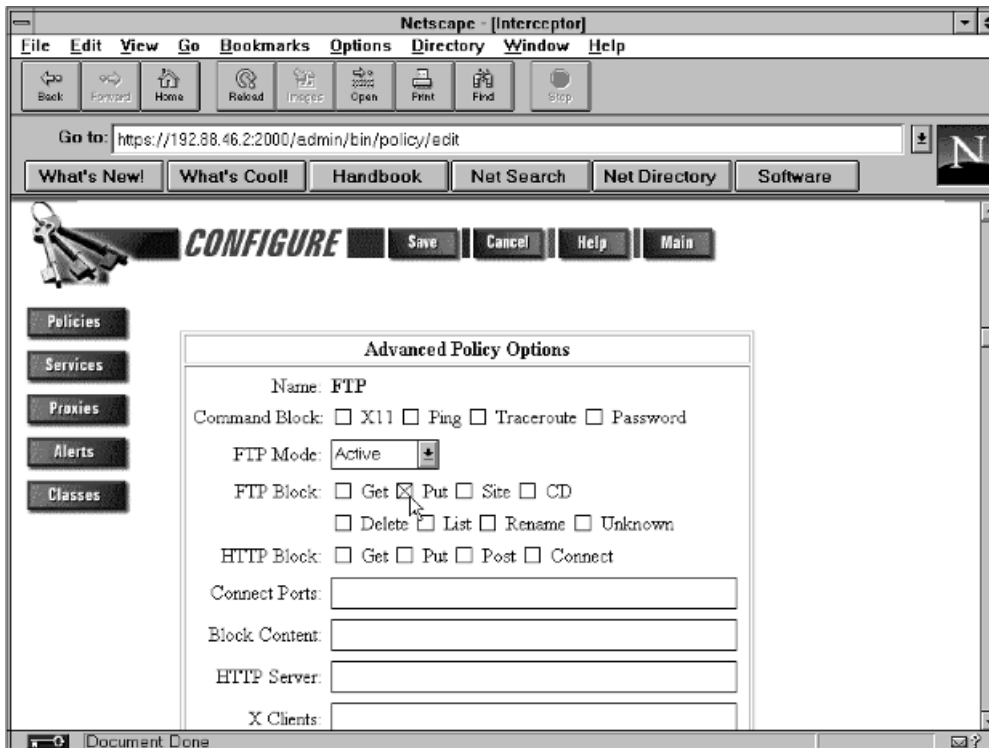 Netscape - [Interceptor]
File Edit View Go Bookmarks Options Directory Window Help
Back Forward Home Reload Images Open Print Find Stop
Go to: https://192.88.46.2:2000/admin/bin/policy/edit
N
What's New! What's Cool! Handbook Net Search Net Directory Software
CONFIGURE Save Cancel Help Main
Policies
Services
Proxies
Alerts
Classes
Advanced Policy Options
Name: FTP
Command Block: X11 Ping Traceroute Password
FTP Mode: Active
FTP Block: Get Put Site CD
Delete List Rename Unknown
HTTP Block: Get Put Post Connect
Connect Ports:
Block Content:
HTTP Server:
X Clients:
Document Done